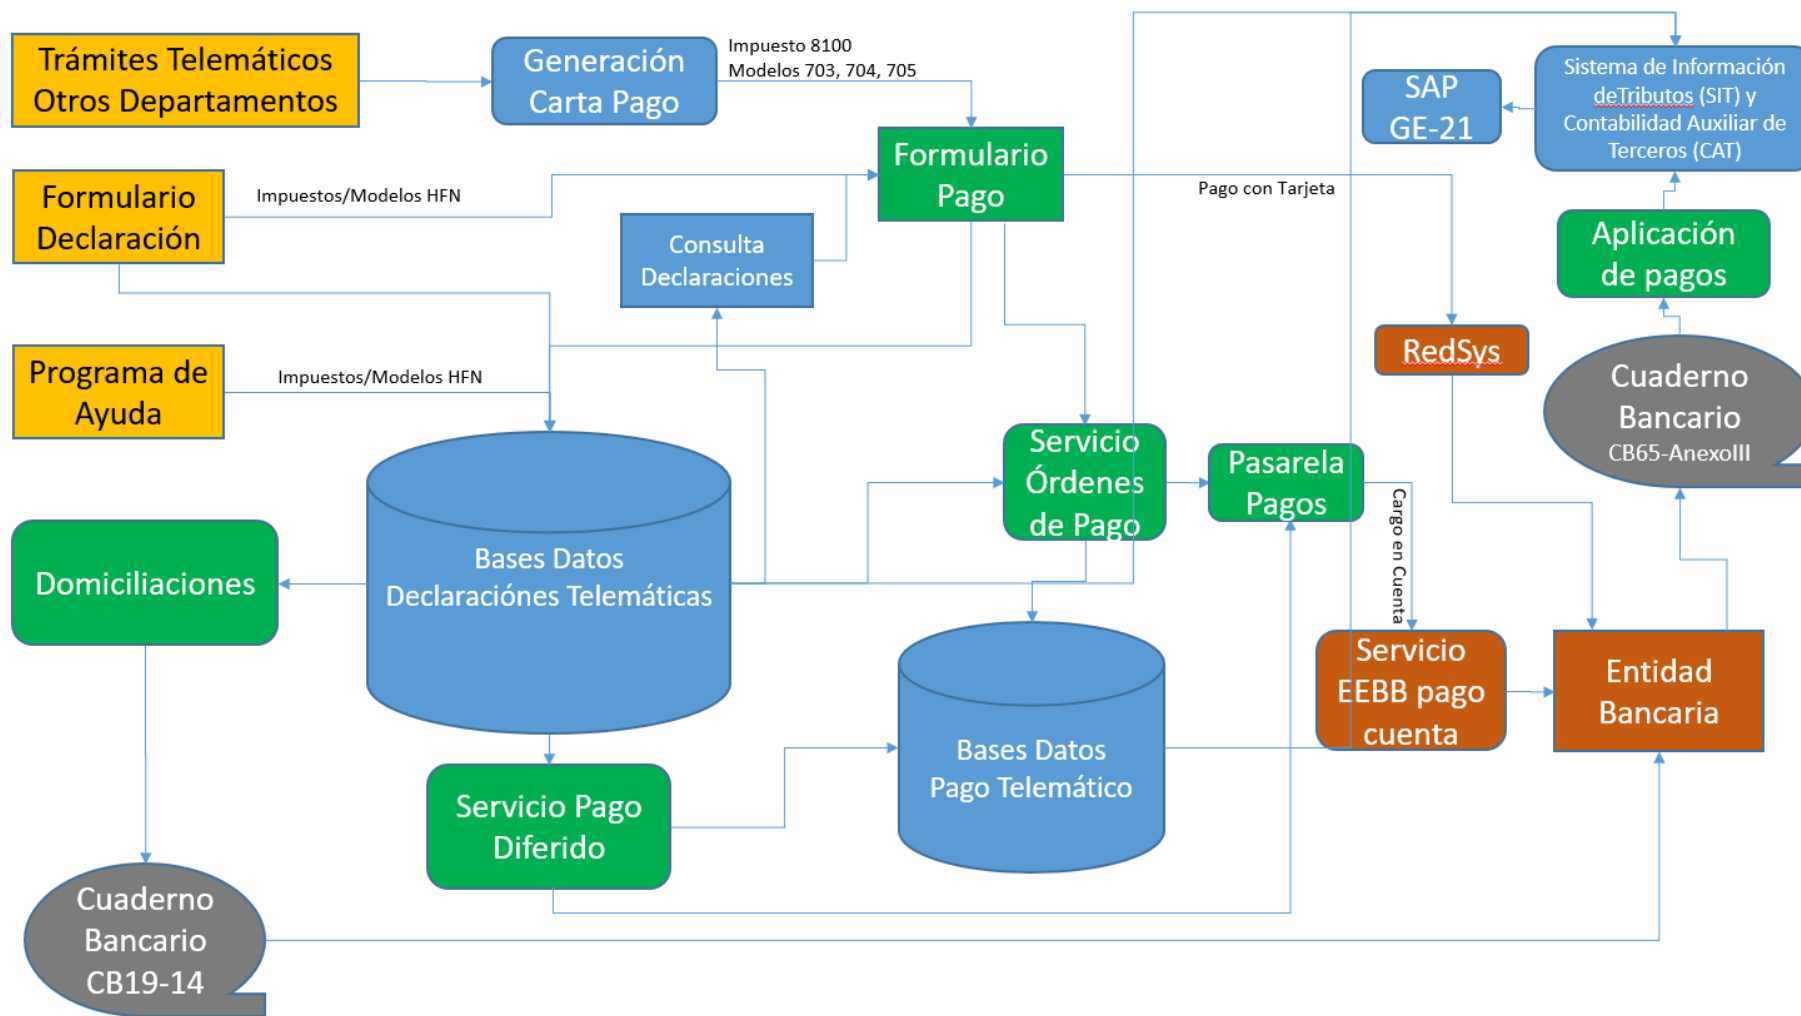 Trámites Telemáticos
Otros Departamentos
Generación
Carta Pago
Impuesto 8100
Modelos 703, 704, 705
SAP
GE-21
Sistema de Información
deTributos (SIT) y
Contabilidad Auxiliar de
Terceros (CAT)
Formulario
Pago
Formulario
Declaración
Impuestos/Modelos HFN
Pago con Tarjeta
Consulta
Declaraciones
Aplicación
de pagos
RedSys
Programa de
Ayuda
Impuestos/Modelos HFN
Cuaderno
Bancario
CB65-AnexoIII
Servicio
Órdenes
de Pago
Pasarela
Pagos
Cargo en Cuenta
Bases Datos
Declaraciónes Telemáticas
Domiciliaciones
Servicio
EEBB pago
cuenta
Entidad
Bancaria
Bases Datos
Pago Telemático
Servicio Pago
Diferido
Cuaderno
Bancario
CB19-14